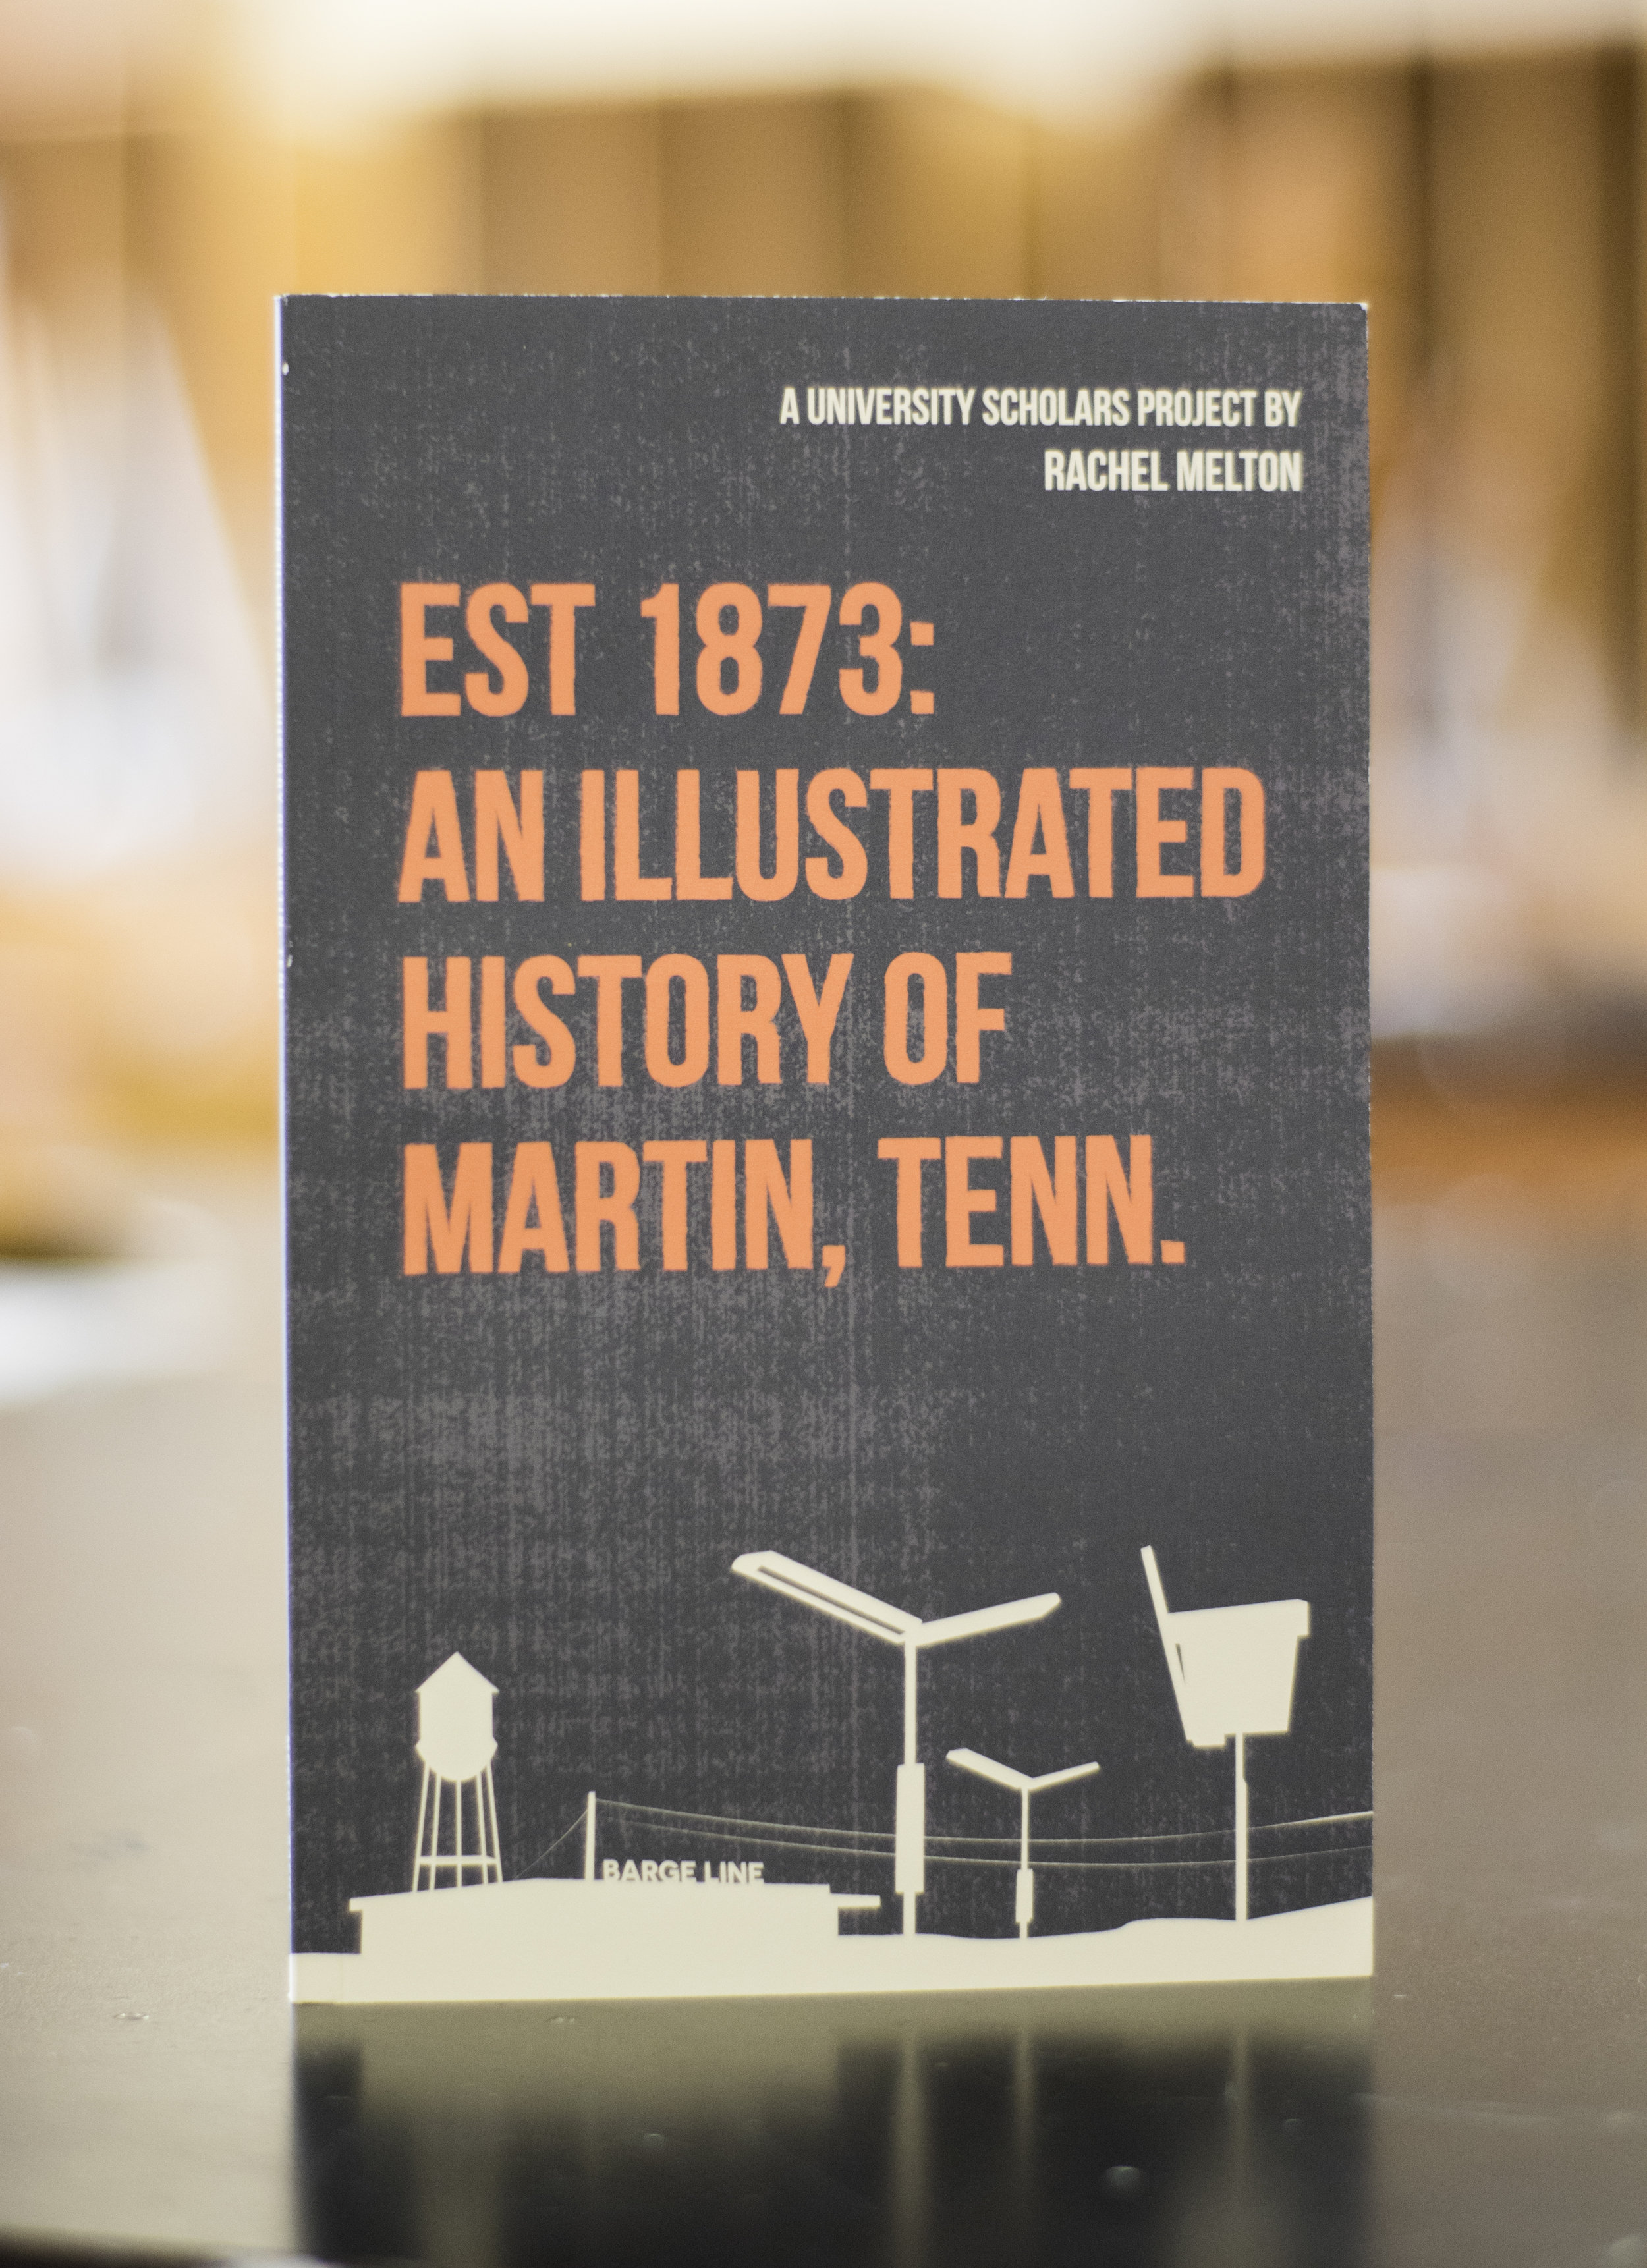 A UNIVERSITY SCHOLARS PROJECT BY
RACHEL MELTON
EST 1873:
AN ILLUSTRATED
HISTORY OF
MARTIN, TENN.
BARGE LINE